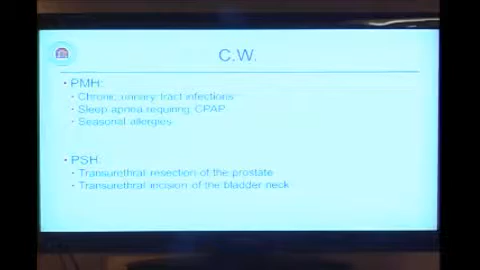 C.W.
• PMH:
• Chronic urinary tract infections
• Sleep apnea requiring CPAP
• Seasonal allergies
• PSH:
• Transurethral resection of the prostate
• Transurethral incision of the bladder neck